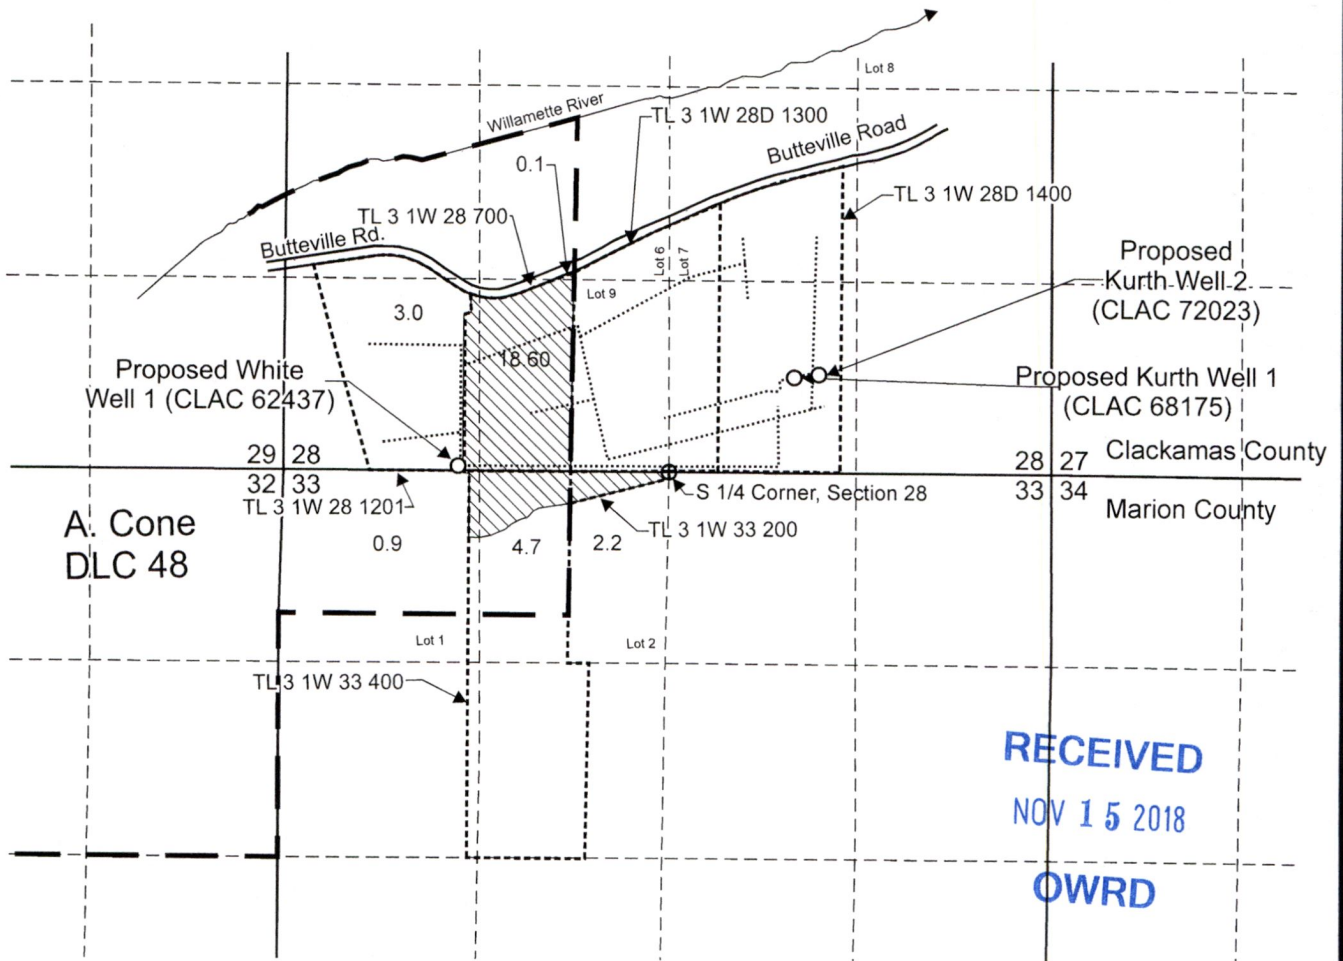 Lot 8
Willamette River
TL 3 1W 28D 1300
Butteville Road
0.1
TL 3 1W 28D 1400
TL 3 1W 28 700
Butteville Rd.
Lot 6
Lot 7
Proposed
Kurth Well 2
(CLAC 72023)
Lot 9
3.0
18.60
Proposed White
Well 1 (CLAC 62437)
Proposed Kurth Well 1
(CLAC 68175)
29 28
32 33
28 27
33 34
Clackamas County
Marion County
TL 3 1W 28 1201
S 1/4 Corner, Section 28
A. Cone
DLC 48
TL 3 1W 33 200
0.9
4.7
2.2
Lot 1
Lot 2
TL 3 1W 33 400
RECEIVED
NOV 15 2018
OWRD